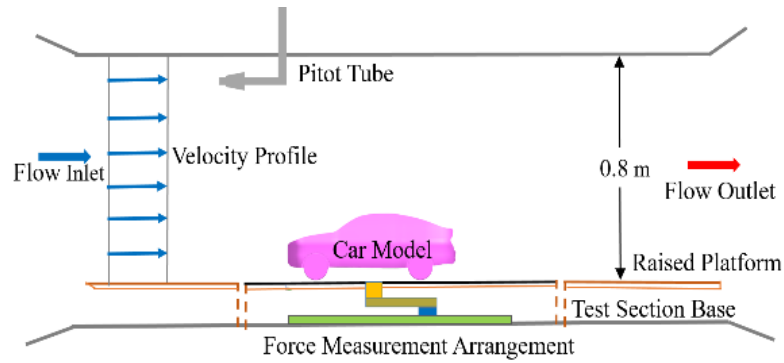 Pitot Tube
Velocity Profile
Flow Inlet
0.8 m
Flow Outlet
Car Model
Raised Platform
Test Section Base
Force Measurement Arrangement